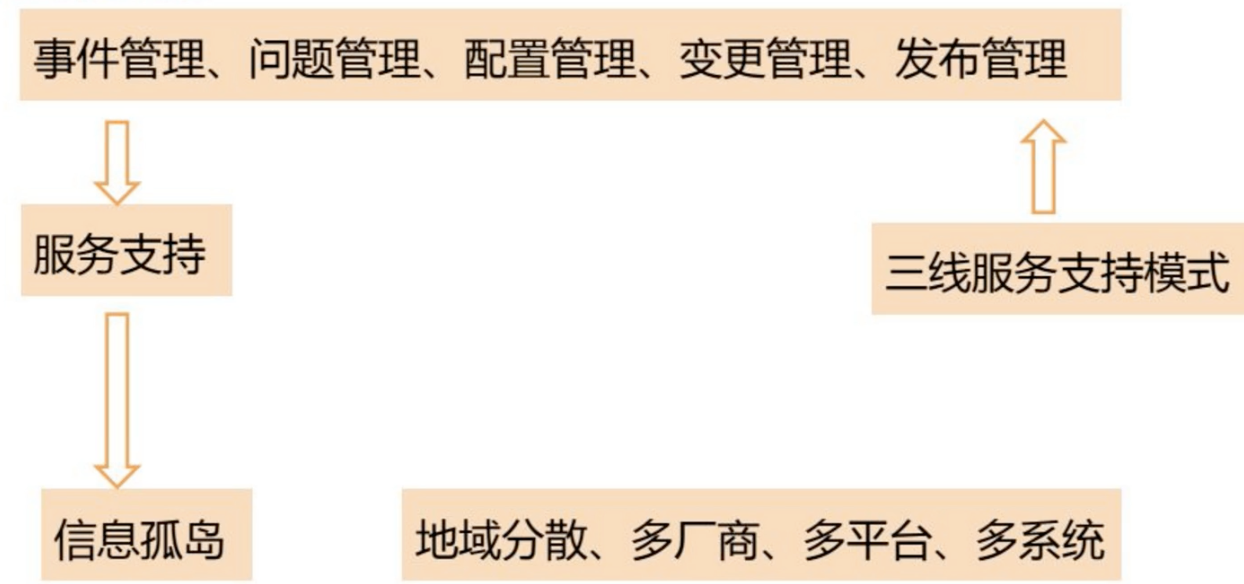 事件管理、问题管理、配置管理、变更管理、发布管理
服务支持
三线服务支持模式
信息孤岛
地域分散、多厂商、多平台、多系统